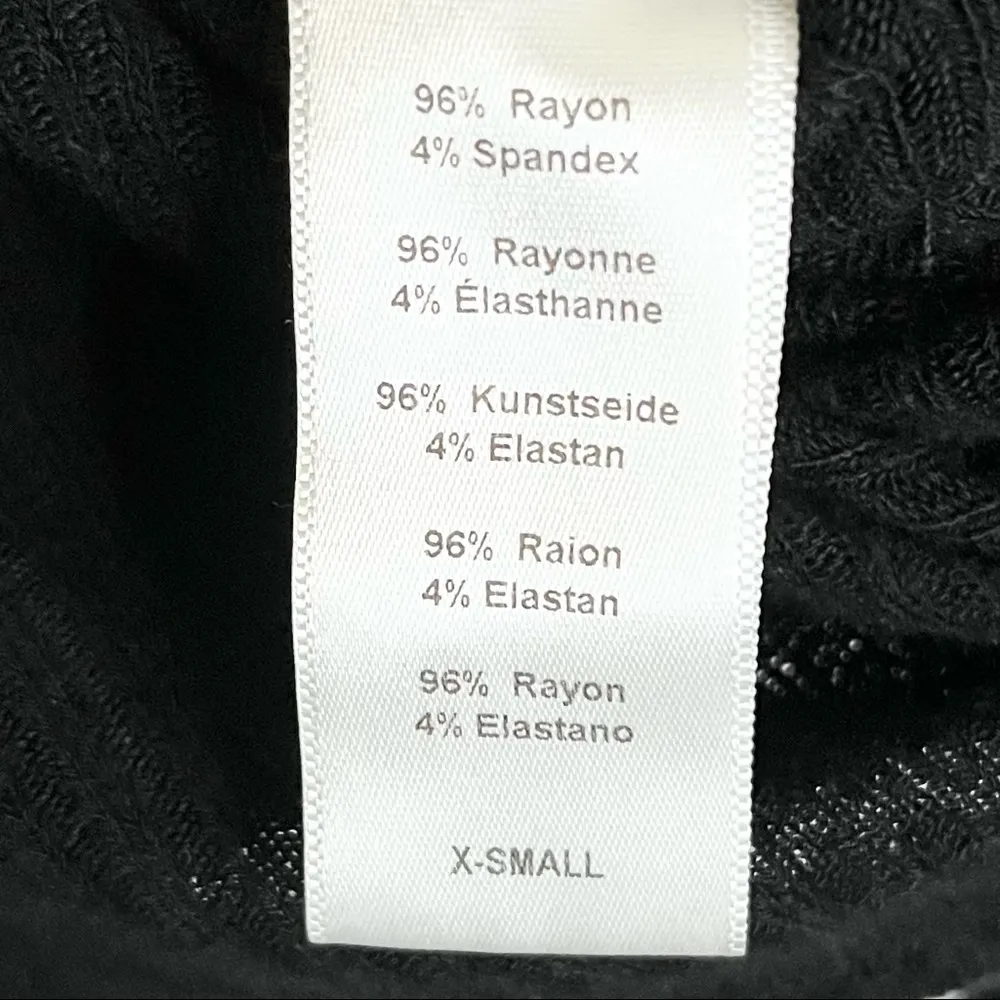 96% Rayon
4% Spandex
96% Rayonne
4% Élasthanne
96% Kunstseide
4% Elastan
96% Raion
4% Elastan
96% Rayon
4% Elastano
X-SMALL